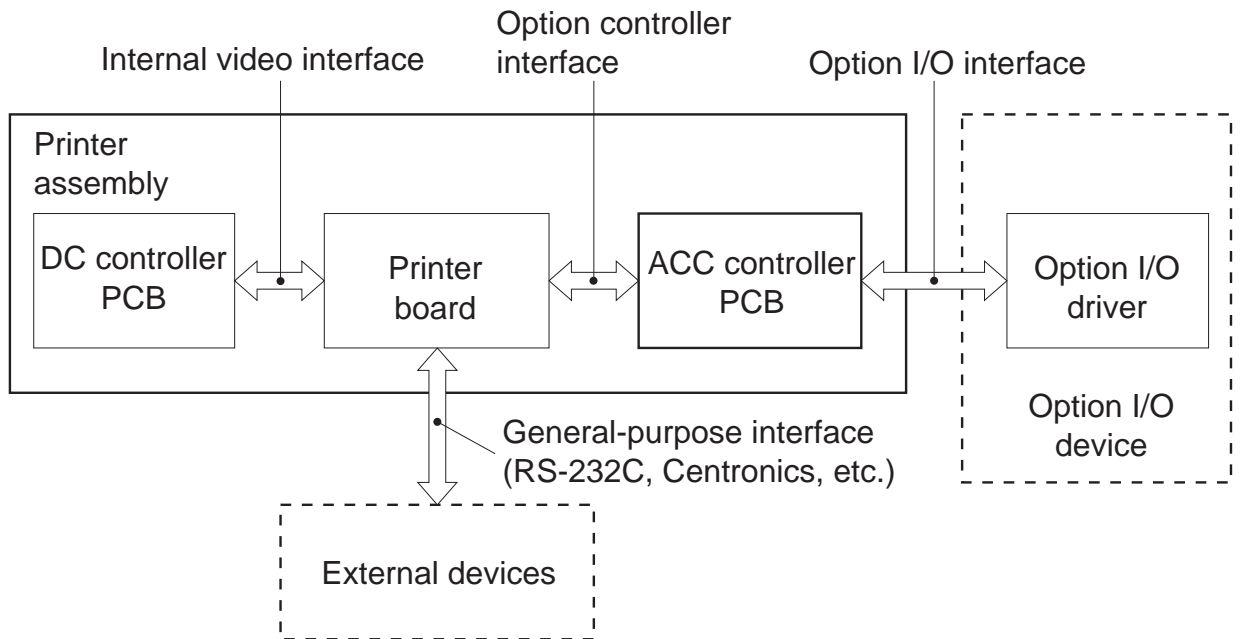 Internal video interface
Option controller
interface
Option I/O interface
Printer
assembly
DC controller
PCB
Printer
board
ACC controller
PCB
Option I/O
driver
Option I/O
device
General-purpose interface
(RS-232C, Centronics, etc.)
External devices